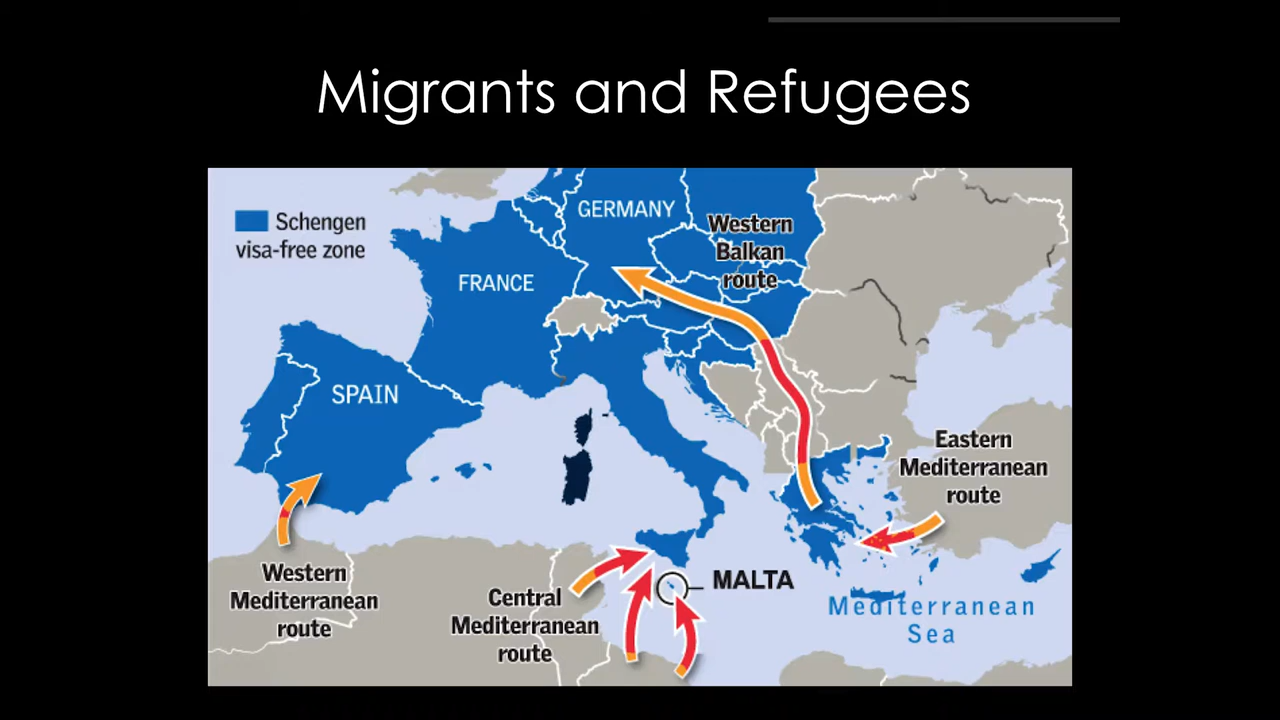 Migrants and Refugees
Schengen
visa-free zone
GERMANY
Western
Balkan
route
FRANCE
SPAIN
Eastern
Mediterranean
route
Western
Mediterranean
route
Central
Mediterranean
route
MALTA
Mediterranean
Sea